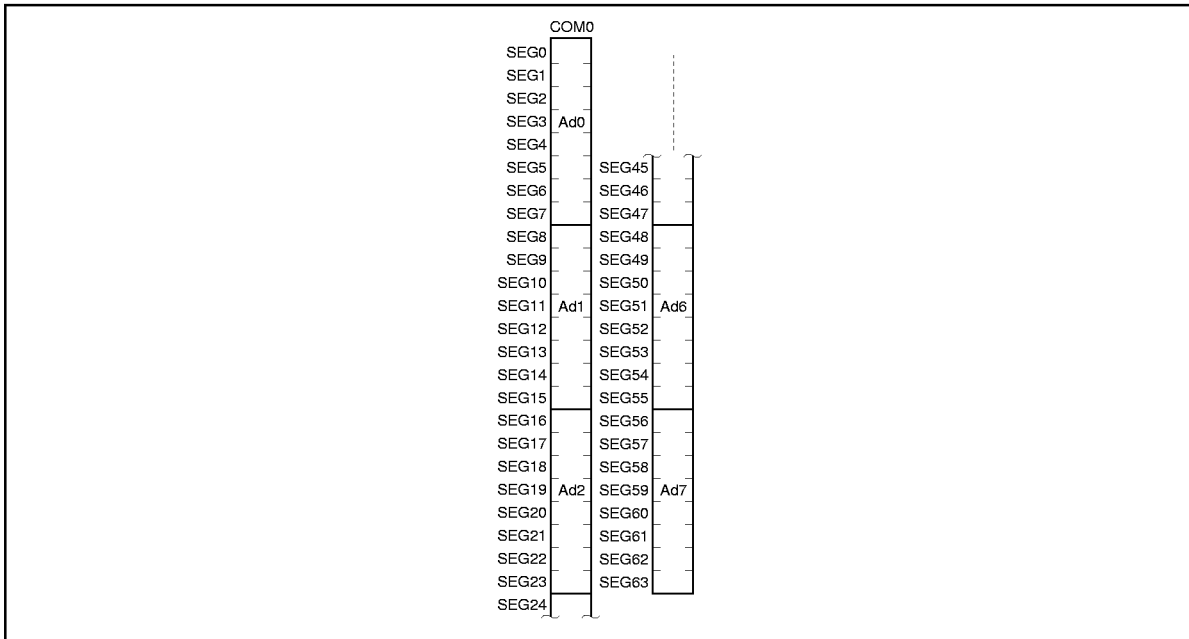 COM0
SEG0
SEG1
SEG2
SEG3 Ad0
SEG4
SEG5
SEG6
SEG7
SEG8
SEG9
SEG10
SEG11 Ad1
SEG12
SEG13
SEG14
SEG15
SEG16
SEG17
SEG18
SEG19 Ad2
SEG20
SEG21
SEG22
SEG23
SEG24
SEG45
SEG46
SEG47
SEG48
SEG49
SEG50
SEG51 Ad6
SEG52
SEG53
SEG54
SEG55
SEG56
SEG57
SEG58
SEG59 Ad7
SEG60
SEG61
SEG62
SEG63